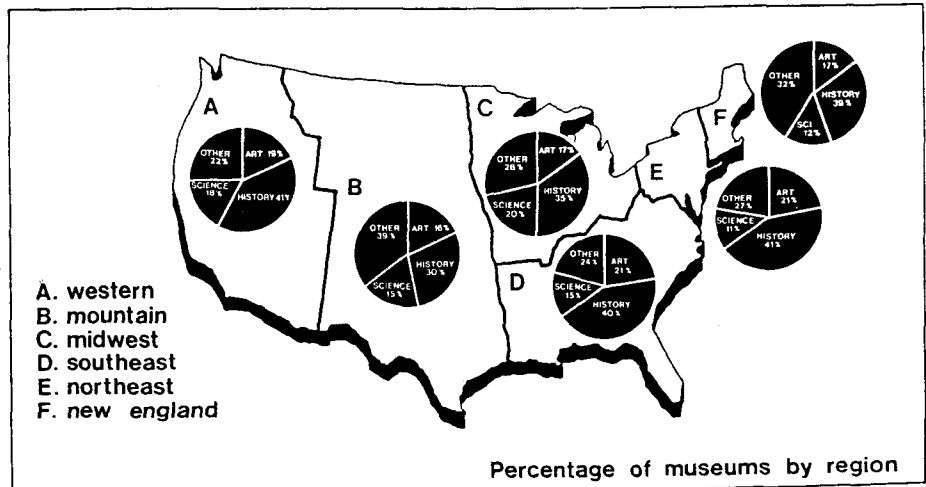 A
OTHER
22%
ART 19%
SCIENCE
18%
HISTORY 41%
B
OTHER
39%
ART 16%
HISTORY
30%
SCIENCE
15%
C
OTHER
28%
ART 17%
HISTORY
35%
SCIENCE
20%
D
OTHER
24%
ART
21%
SCIENCE
15%
HISTORY
40%
E
OTHER
27%
ART
21%
SCIENCE
11%
HISTORY
41%
F
OTHER
32%
ART
17%
HISTORY
39%
SCI
12%
A. western
B. mountain
C. midwest
D. southeast
E. northeast
F. new england
Percentage of museums by region